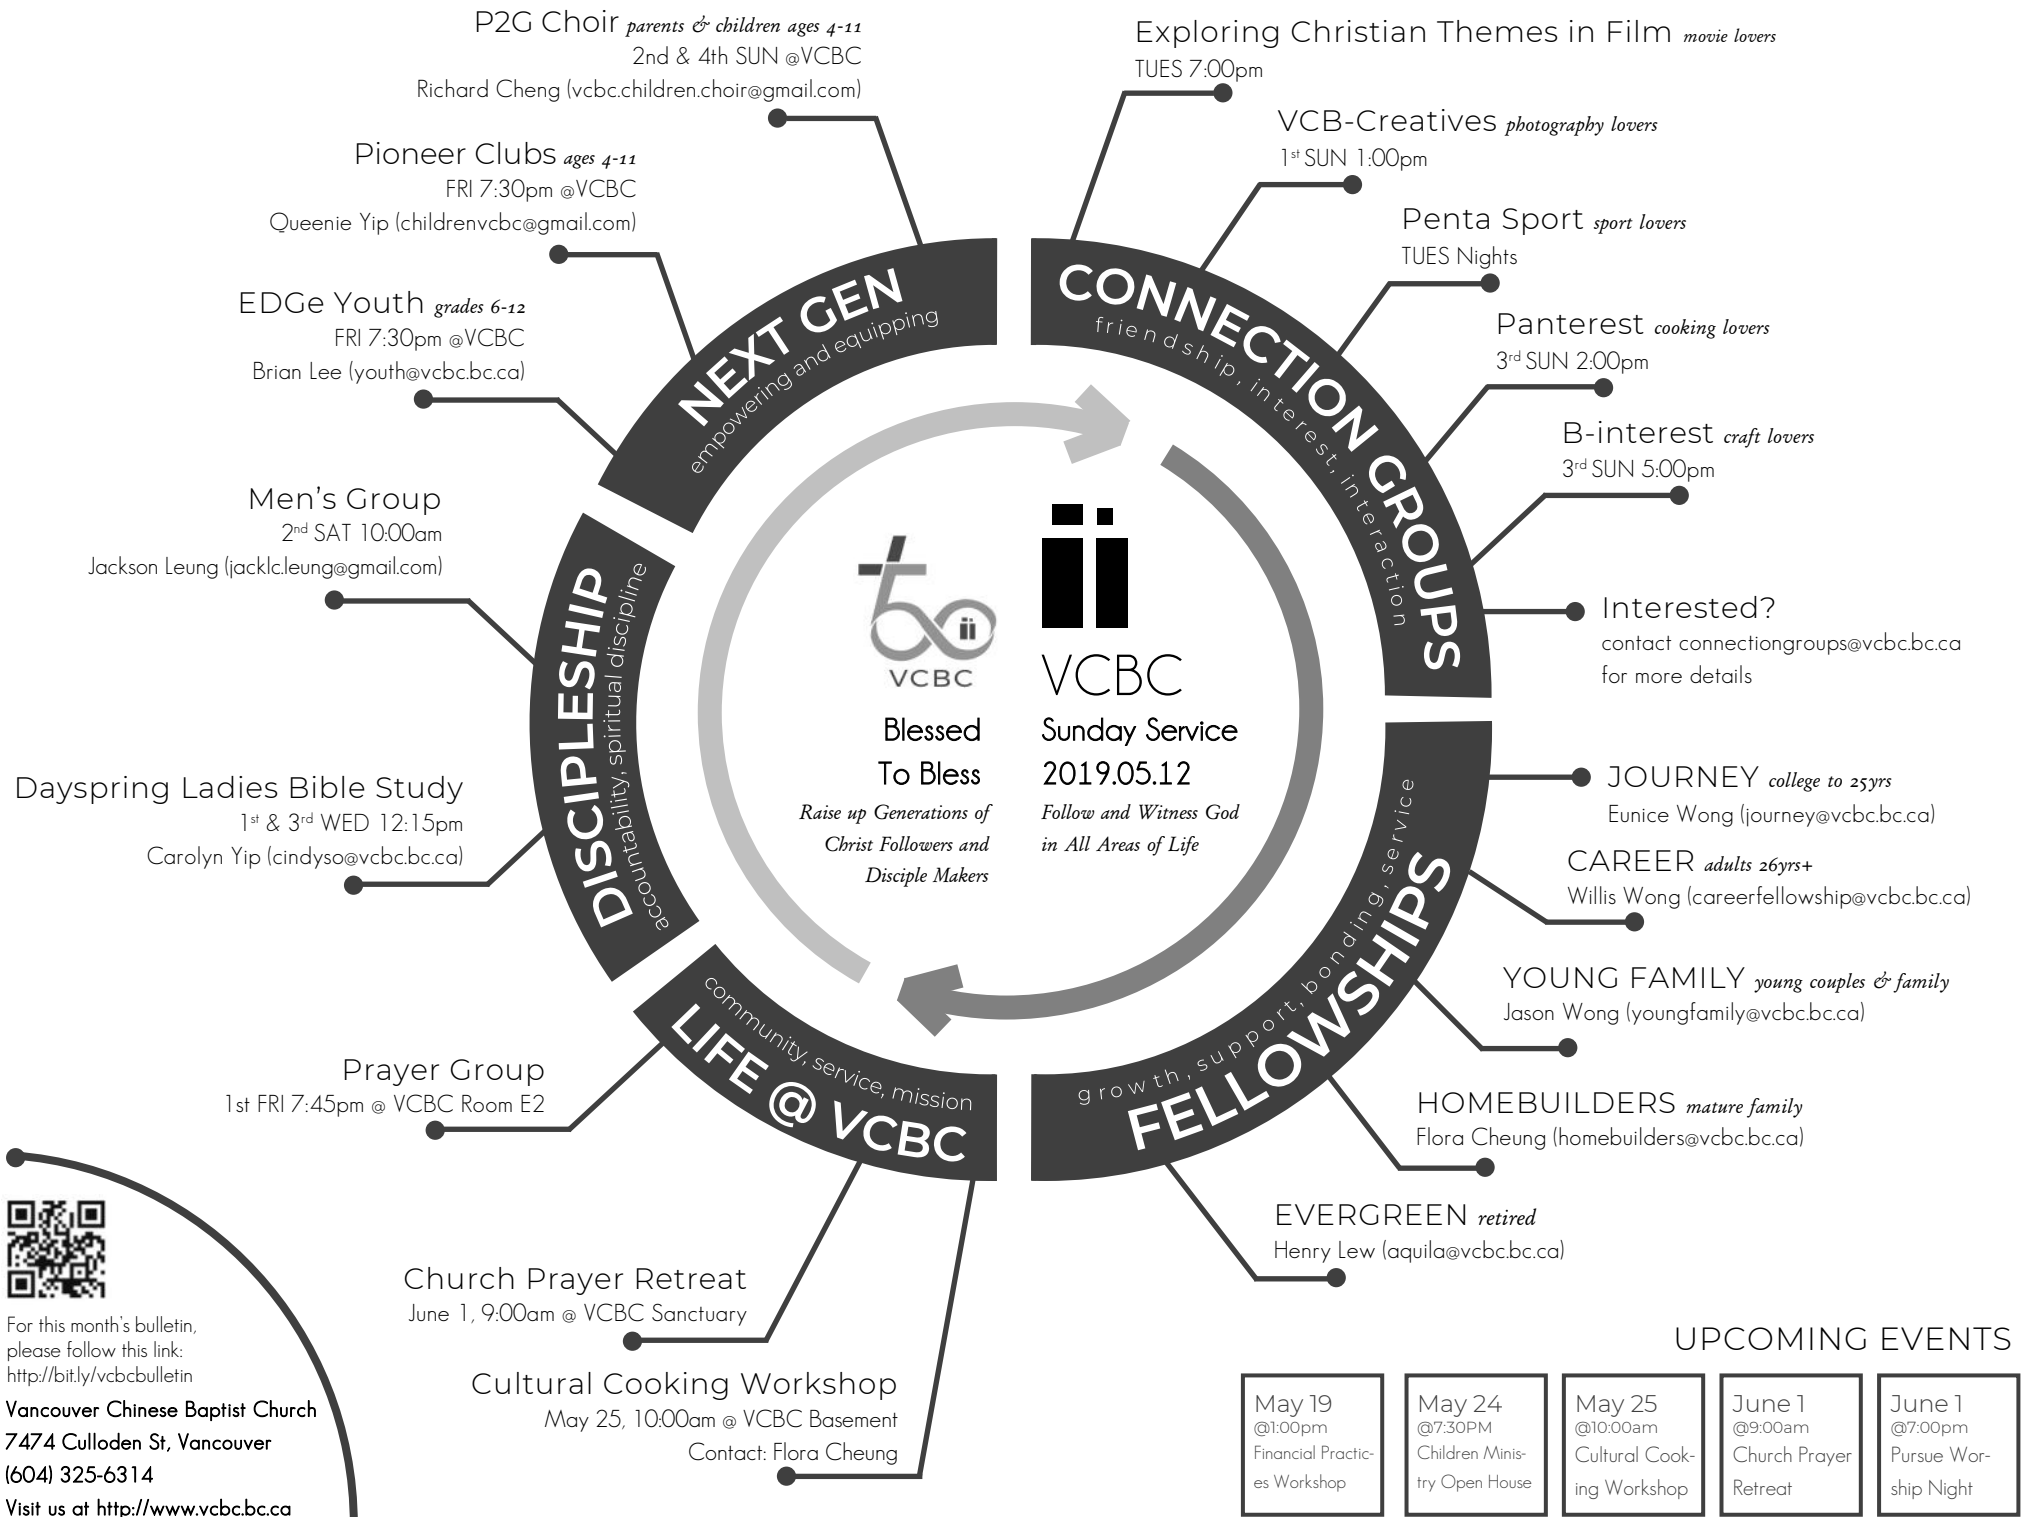 P2G Choir parents & children ages 4-11
2nd & 4th SUN @VCBC
Richard Cheng (vcbc.children.choir@gmail.com)
Pioneer Clubs ages 4-11
FRI 7:30pm @VCBC
Queenie Yip (childrenvcbc@gmail.com)
EDGe Youth grades 6-12
FRI 7:30pm @VCBC
Brian Lee (youth@vcbc.bc.ca)
Men's Group
2nd SAT 10:00am
Jackson Leung (jacklc.leung@gmail.com)
Dayspring Ladies Bible Study
1st & 3rd WED 12:15pm
Carolyn Yip (cindyso@vcbc.bc.ca)
Prayer Group
1st FRI 7:45pm @ VCBC Room E2
Church Prayer Retreat
June 1, 9:00am @ VCBC Sanctuary
Cultural Cooking Workshop
May 25, 10:00am @ VCBC Basement
Contact: Flora Cheung
NEXT GEN
empowering and equipping
DISCIPLESHIP
accountability, spiritual discipline
LIFE @ VCBC
community, service, mission
CONNECTION GROUPS
friendship, interest, interaction
FELLOWSHIPS
growth, support, bonding, service
VCBC
Blessed
To Bless
Raise up Generations of
Christ Followers and
Disciple Makers
ii
VCBC
Sunday Service
2019.05.12
Follow and Witness God
in All Areas of Life
Exploring Christian Themes in Film movie lovers
TUES 7:00pm
VCB-Creatives photography lovers
1st SUN 1:00pm
Penta Sport sport lovers
TUES Nights
Panterest cooking lovers
3rd SUN 2:00pm
B-interest craft lovers
3rd SUN 5:00pm
Interested?
contact connectiongroups@vcbc.bc.ca
for more details
JOURNEY college to 25yrs
Eunice Wong (journey@vcbc.bc.ca)
CAREER adults 26yrs+
Willis Wong (careerfellowship@vcbc.bc.ca)
YOUNG FAMILY young couples & family
Jason Wong (youngfamily@vcbc.bc.ca)
HOMEBUILDERS mature family
Flora Cheung (homebuilders@vcbc.bc.ca)
EVERGREEN retired
Henry Lew (aquila@vcbc.bc.ca)
For this month's bulletin,
please follow this link:
http://bit.ly/vcbcbulletin
Vancouver Chinese Baptist Church
7474 Culloden St, Vancouver
(604) 325-6314
Visit us at http://www.vcbc.bc.ca
UPCOMING EVENTS
May 19
@1:00pm
Financial Practic-
es Workshop
May 24
@7:30PM
Children Minis-
try Open House
May 25
@10:00am
Cultural Cook-
ing Workshop
June 1
@9:00am
Church Prayer
Retreat
June 1
@7:00pm
Pursue Wor-
ship Night